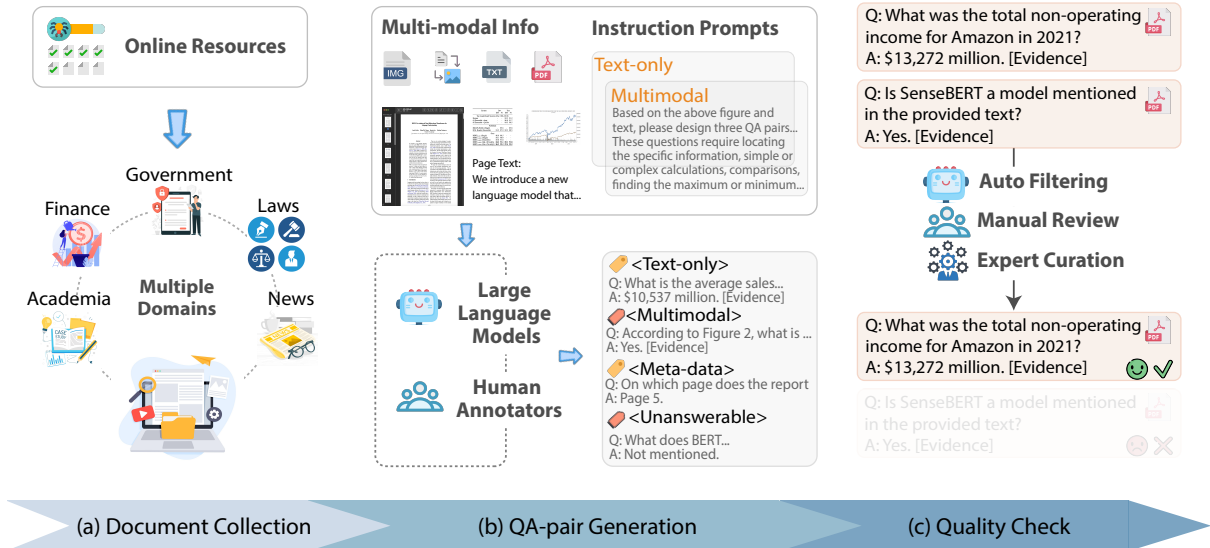 Online Resources
Government
Finance
Laws
Multiple
Domains
Academia
News
Multi-modal Info
IMG
TXT
PDF
Page Text:
We introduce a new
language model that...
Instruction Prompts
Text-only
Multimodal
Based on the above figure and
text, please design three QA pairs...
These questions require locating
the specific information, simple or
complex calculations, comparisons,
finding the maximum or minimum...
Large
Language
Models
Human
Annotators
<Text-only>
Q: What is the average sales...
A: $10,537 million. [Evidence]
<Multimodal>
Q: According to Figure 2, what is ...
A: Yes. [Evidence]
<Meta-data>
Q: On which page does the report
A: Page 5.
<Unanswerable>
Q: What does BERT...
A: Not mentioned.
Q: What was the total non-operating
income for Amazon in 2021?
A: $13,272 million. [Evidence]
PDF
Q: Is SenseBERT a model mentioned
in the provided text?
A: Yes. [Evidence]
PDF
Auto Filtering
Manual Review
Expert Curation
Q: What was the total non-operating
income for Amazon in 2021?
A: $13,272 million. [Evidence]
PDF
Q: Is SenseBERT a model mentioned
in the provided text?
A: Yes. [Evidence]
PDF
(a) Document Collection
(b) QA-pair Generation
(c) Quality Check